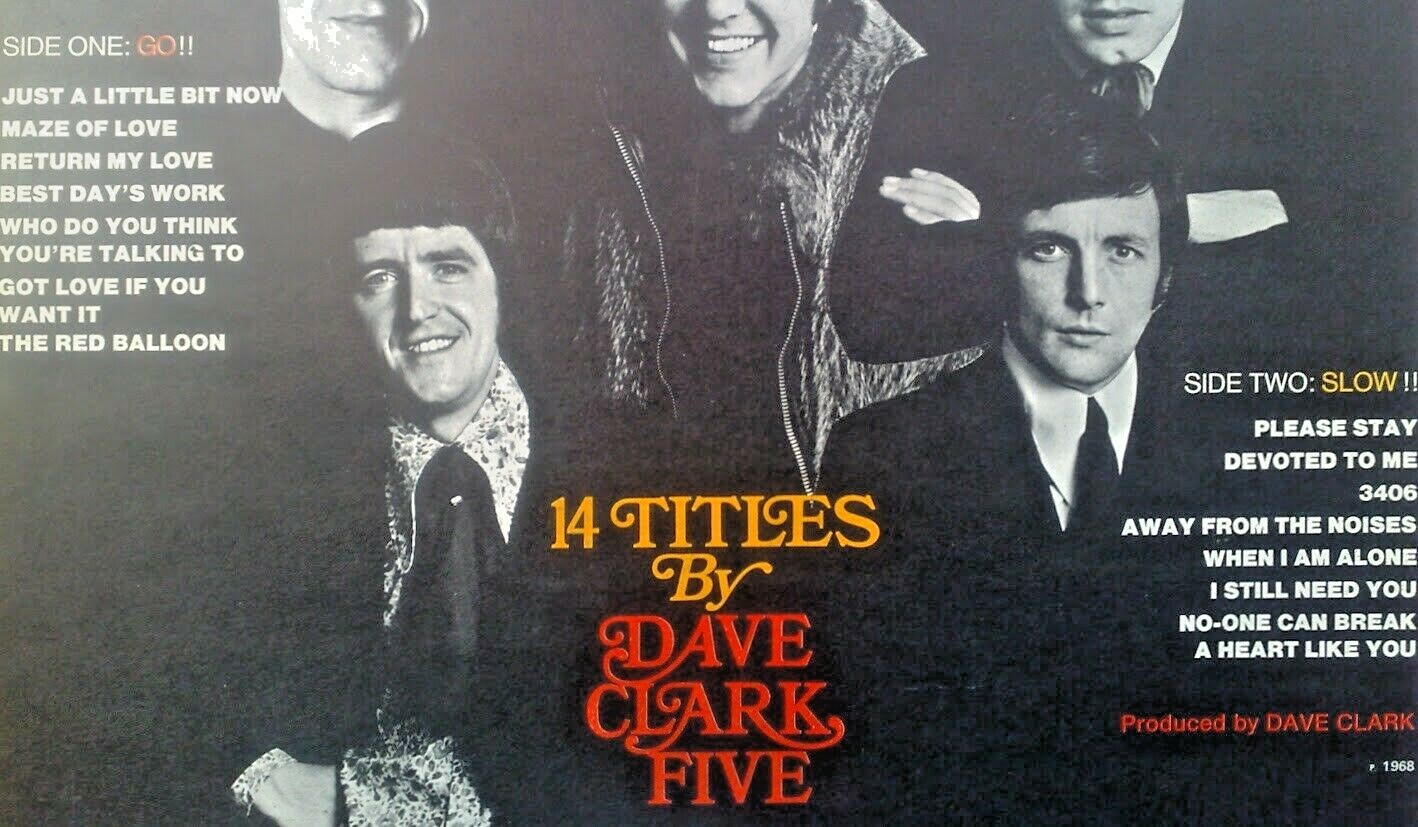 SIDE ONE: GO!!
JUST A LITTLE BIT NOW
MAZE OF LOVE
RETURN MY LOVE
BEST DAY'S WORK
WHO DO YOU THINK
YOU'RE TALKING TO
GOT LOVE IF YOU
WANT IT
THE RED BALLOON
14 TITLES
By
DAVE
CLARK
FIVE
SIDE TWO: SLOW !!
PLEASE STAY
DEVOTED TO ME
3406
AWAY FROM THE NOISES
WHEN I AM ALONE
I STILL NEED YOU
NO-ONE CAN BREAK
A HEART LIKE YOU
Produced by DAVE CLARK
P. 1968